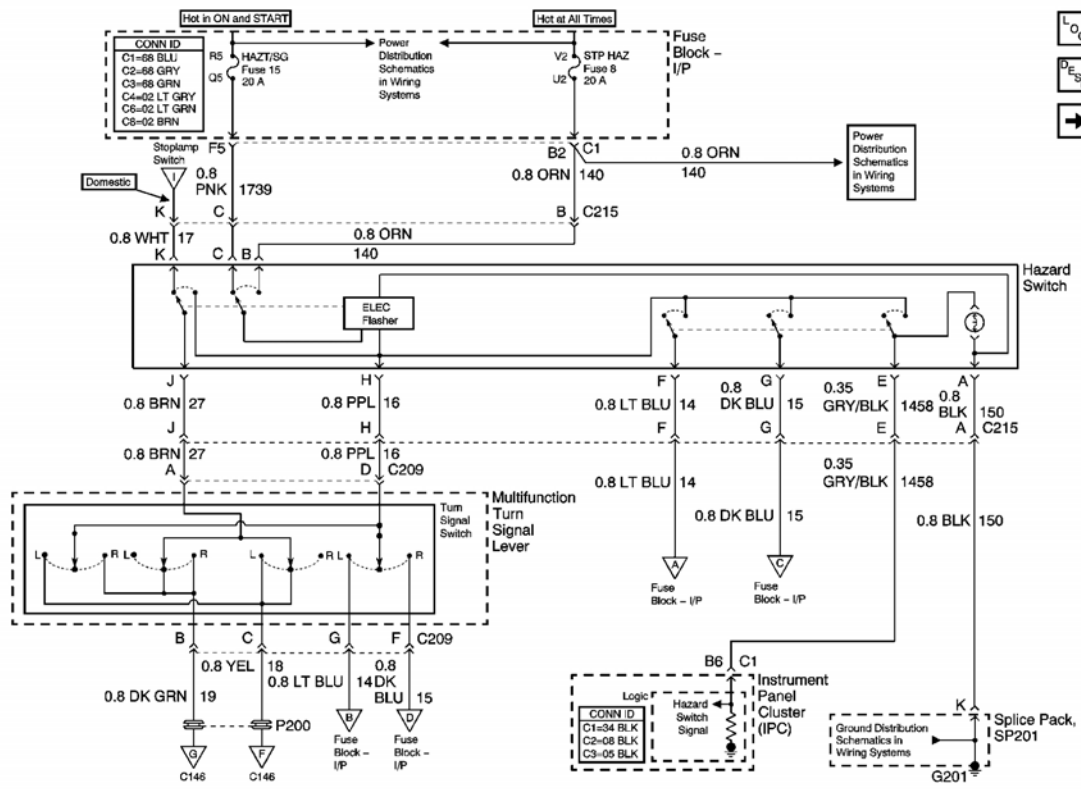 Hot in ON and START
Hot at All Times
CONN ID
C1=68 BLU
C2=68 GRY
C3=68 GRN
C4=02 LT GRY
C6=02 LT GRN
C8=02 BRN
R5
Q5
HAZT/SG
Fuse 15
20 A
Power
Distribution
Schematics
in Wiring
Systems
V2
U2
STP HAZ
Fuse 8
20 A
Fuse
Block –
I/P
Stoplamp
Switch
I
Domestic
F5
0.8
PNK
1739
B2
C1
0.8 ORN
140
0.8 ORN
140
Power
Distribution
Schematics
in Wiring
Systems
K
C
B
C215
0.8 WHT
17
0.8 ORN
140
K
C
B
Hazard
Switch
ELEC
Flasher
J
H
F
G
E
A
0.8 BRN
27
0.8 PPL
16
0.8 LT BLU
14
0.8
DK BLU
15
0.35
GRY/BLK
1458
0.8
BLK
150
J
H
F
G
E
A
C215
0.8 BRN
27
0.8 PPL
16
A
D
C209
0.8 LT BLU
14
0.8 DK BLU
15
0.35
GRY/BLK
1458
0.8 BLK
150
Multifunction
Turn
Signal
Lever
Turn
Signal
Switch
L
R
L
R
L
R
L
R
A
Fuse
Block – I/P
C
Fuse
Block – I/P
B
C
G
F
C209
0.8 YEL
18
0.8 LT BLU
14
0.8
DK
BLU
15
0.8 DK GRN
19
P200
G
C146
F
C146
B
Fuse
Block –
I/P
D
Fuse
Block –
I/P
B6
C1
Instrument
Panel
Cluster
(IPC)
Logic
CONN ID
C1=34 BLK
C2=08 BLK
C3=05 BLK
Hazard
Switch
Signal
K
Splice Pack,
SP201
Ground Distribution
Schematics in
Wiring Systems
G201